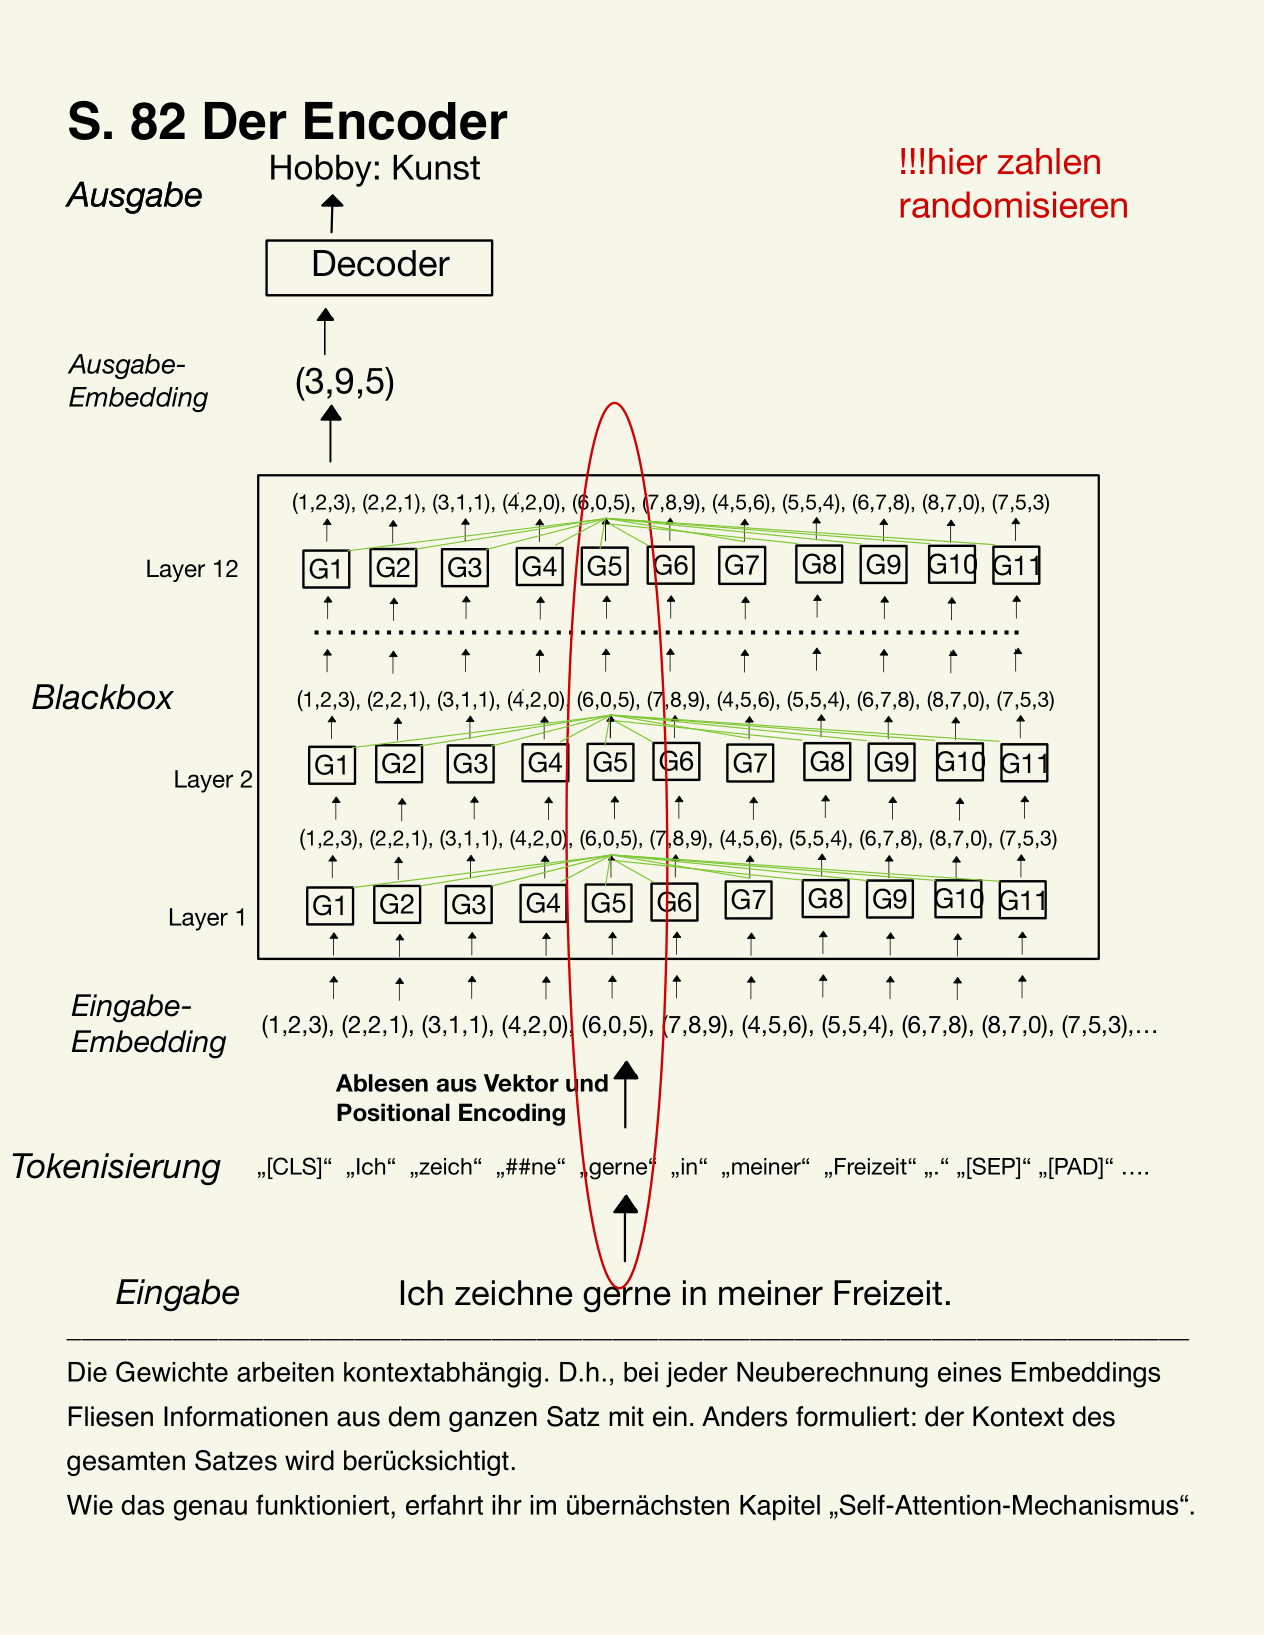 S. 82 Der Encoder
Hobby: Kunst
!!!hier zahlen
randomisieren
Ausgabe
Decoder
Ausgabe-
Embedding
(3,9,5)
(1,2,3), (2,2,1), (3,1,1), (4,2,0), (6,0,5), (7,8,9), (4,5,6), (5,5,4), (6,7,8), (8,7,0), (7,5,3)
Layer 12
G1 G2 G3 G4 G5 G6 G7 G8 G9 G10 G11
Blackbox
(1,2,3), (2,2,1), (3,1,1), (4,2,0), (6,0,5), (7,8,9), (4,5,6), (5,5,4), (6,7,8), (8,7,0), (7,5,3)
Layer 2
G1 G2 G3 G4 G5 G6 G7 G8 G9 G10 G11
(1,2,3), (2,2,1), (3,1,1), (4,2,0), (6,0,5), (7,8,9), (4,5,6), (5,5,4), (6,7,8), (8,7,0), (7,5,3)
Layer 1
G1 G2 G3 G4 G5 G6 G7 G8 G9 G10 G11
Eingabe-
Embedding
(1,2,3), (2,2,1), (3,1,1), (4,2,0), (6,0,5), (7,8,9), (4,5,6), (5,5,4), (6,7,8), (8,7,0), (7,5,3),…
Ablesen aus Vektor und
Positional Encoding
Tokenisierung
„[CLS]“ „Ich“ „zeich“ „##ne“ „gerne“ „in“ „meiner“ „Freizeit“ „.“ „[SEP]“ „[PAD]“ ….
Eingabe
Ich zeichne gerne in meiner Freizeit.
Die Gewichte arbeiten kontextabhängig. D.h., bei jeder Neuberechnung eines Embeddings
Fliesen Informationen aus dem ganzen Satz mit ein. Anders formuliert: der Kontext des
gesamten Satzes wird berücksichtigt.
Wie das genau funktioniert, erfahrt ihr im übernächsten Kapitel „Self-Attention-Mechanismus“.